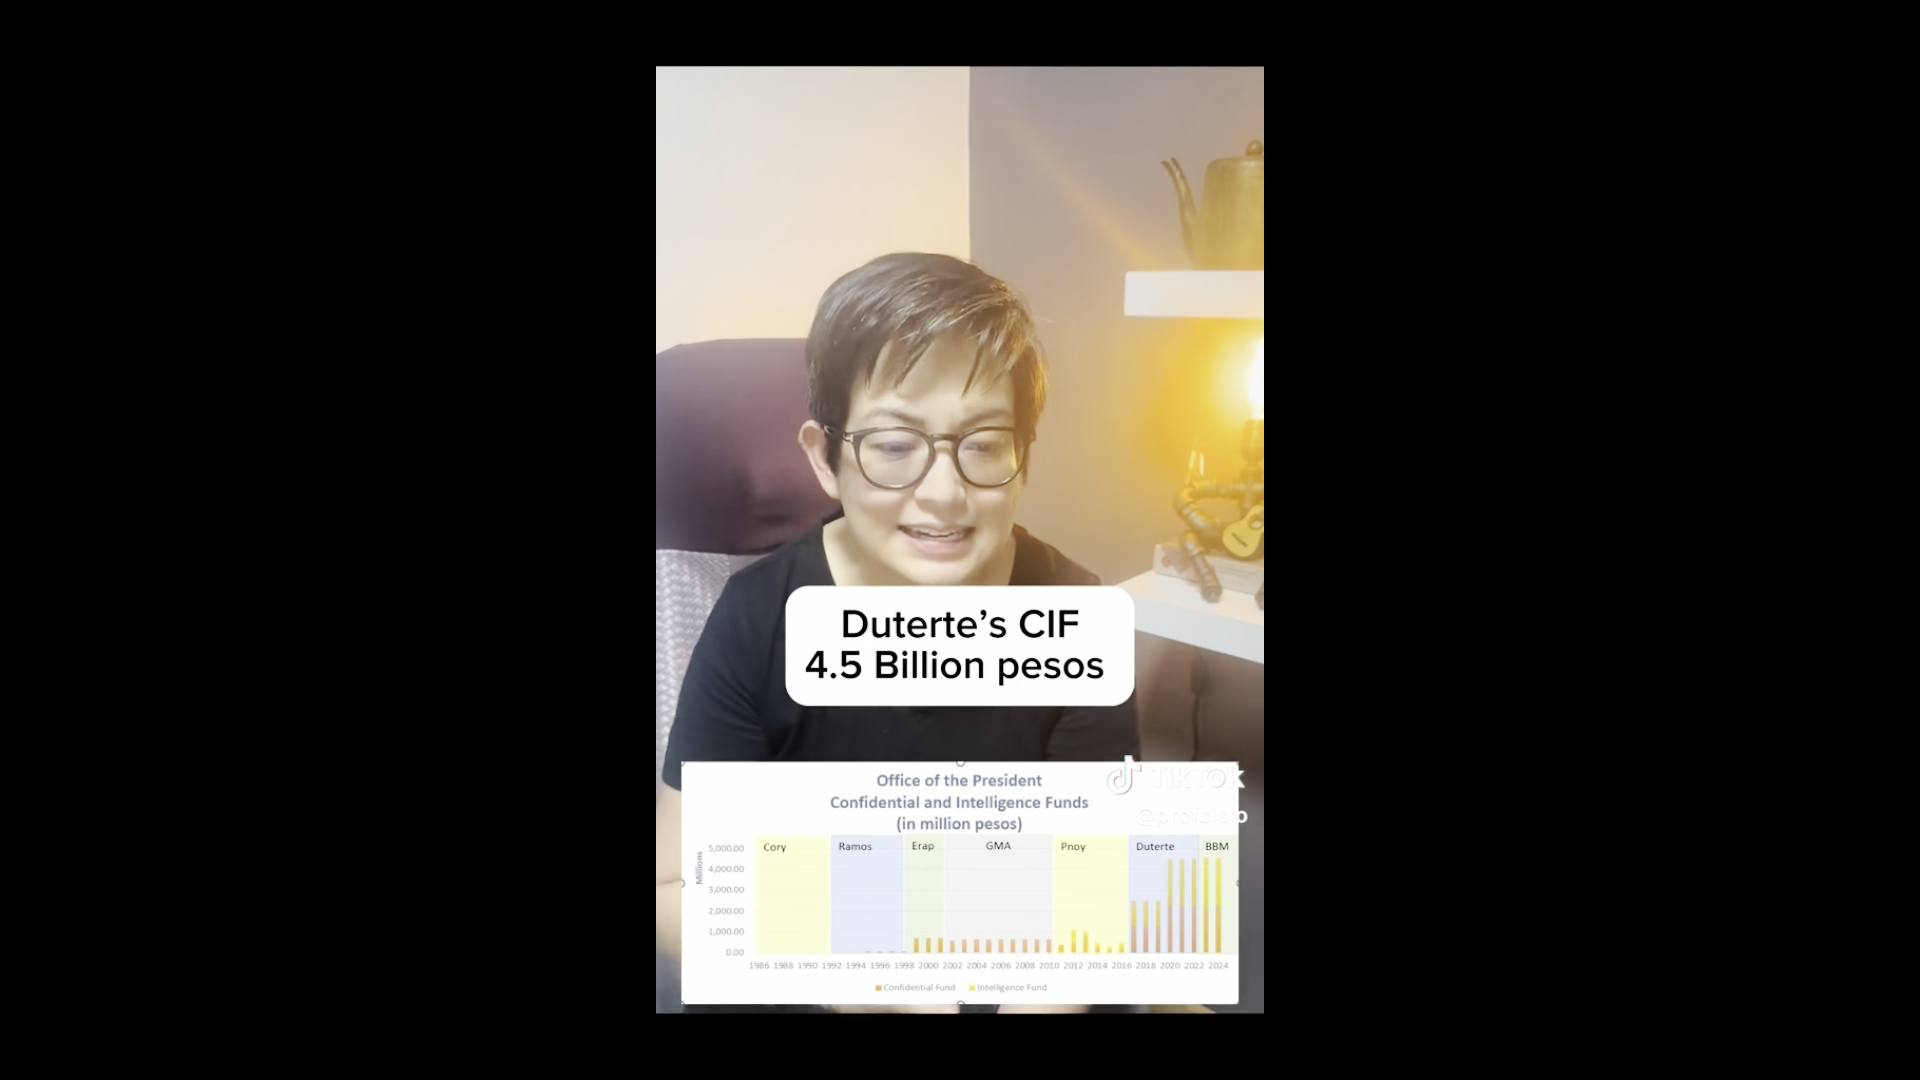 Duterte’s CIF
4.5 Billion pesos
TikTok
Office of the President
Confidential and Intelligence Funds
(in million pesos)
Cory
Ramos
Erap
GMA
Pnoy
Duterte
BBM
Millions
5,000.00
4,000.00
3,000.00
2,000.00
1,000.00
0.00
1986 1988 1990 1992 1994 1996 1998 2000 2002 2004 2006 2008 2010 2012 2014 2016 2018 2020 2022 2024
Confidential Fund Intelligence Fund